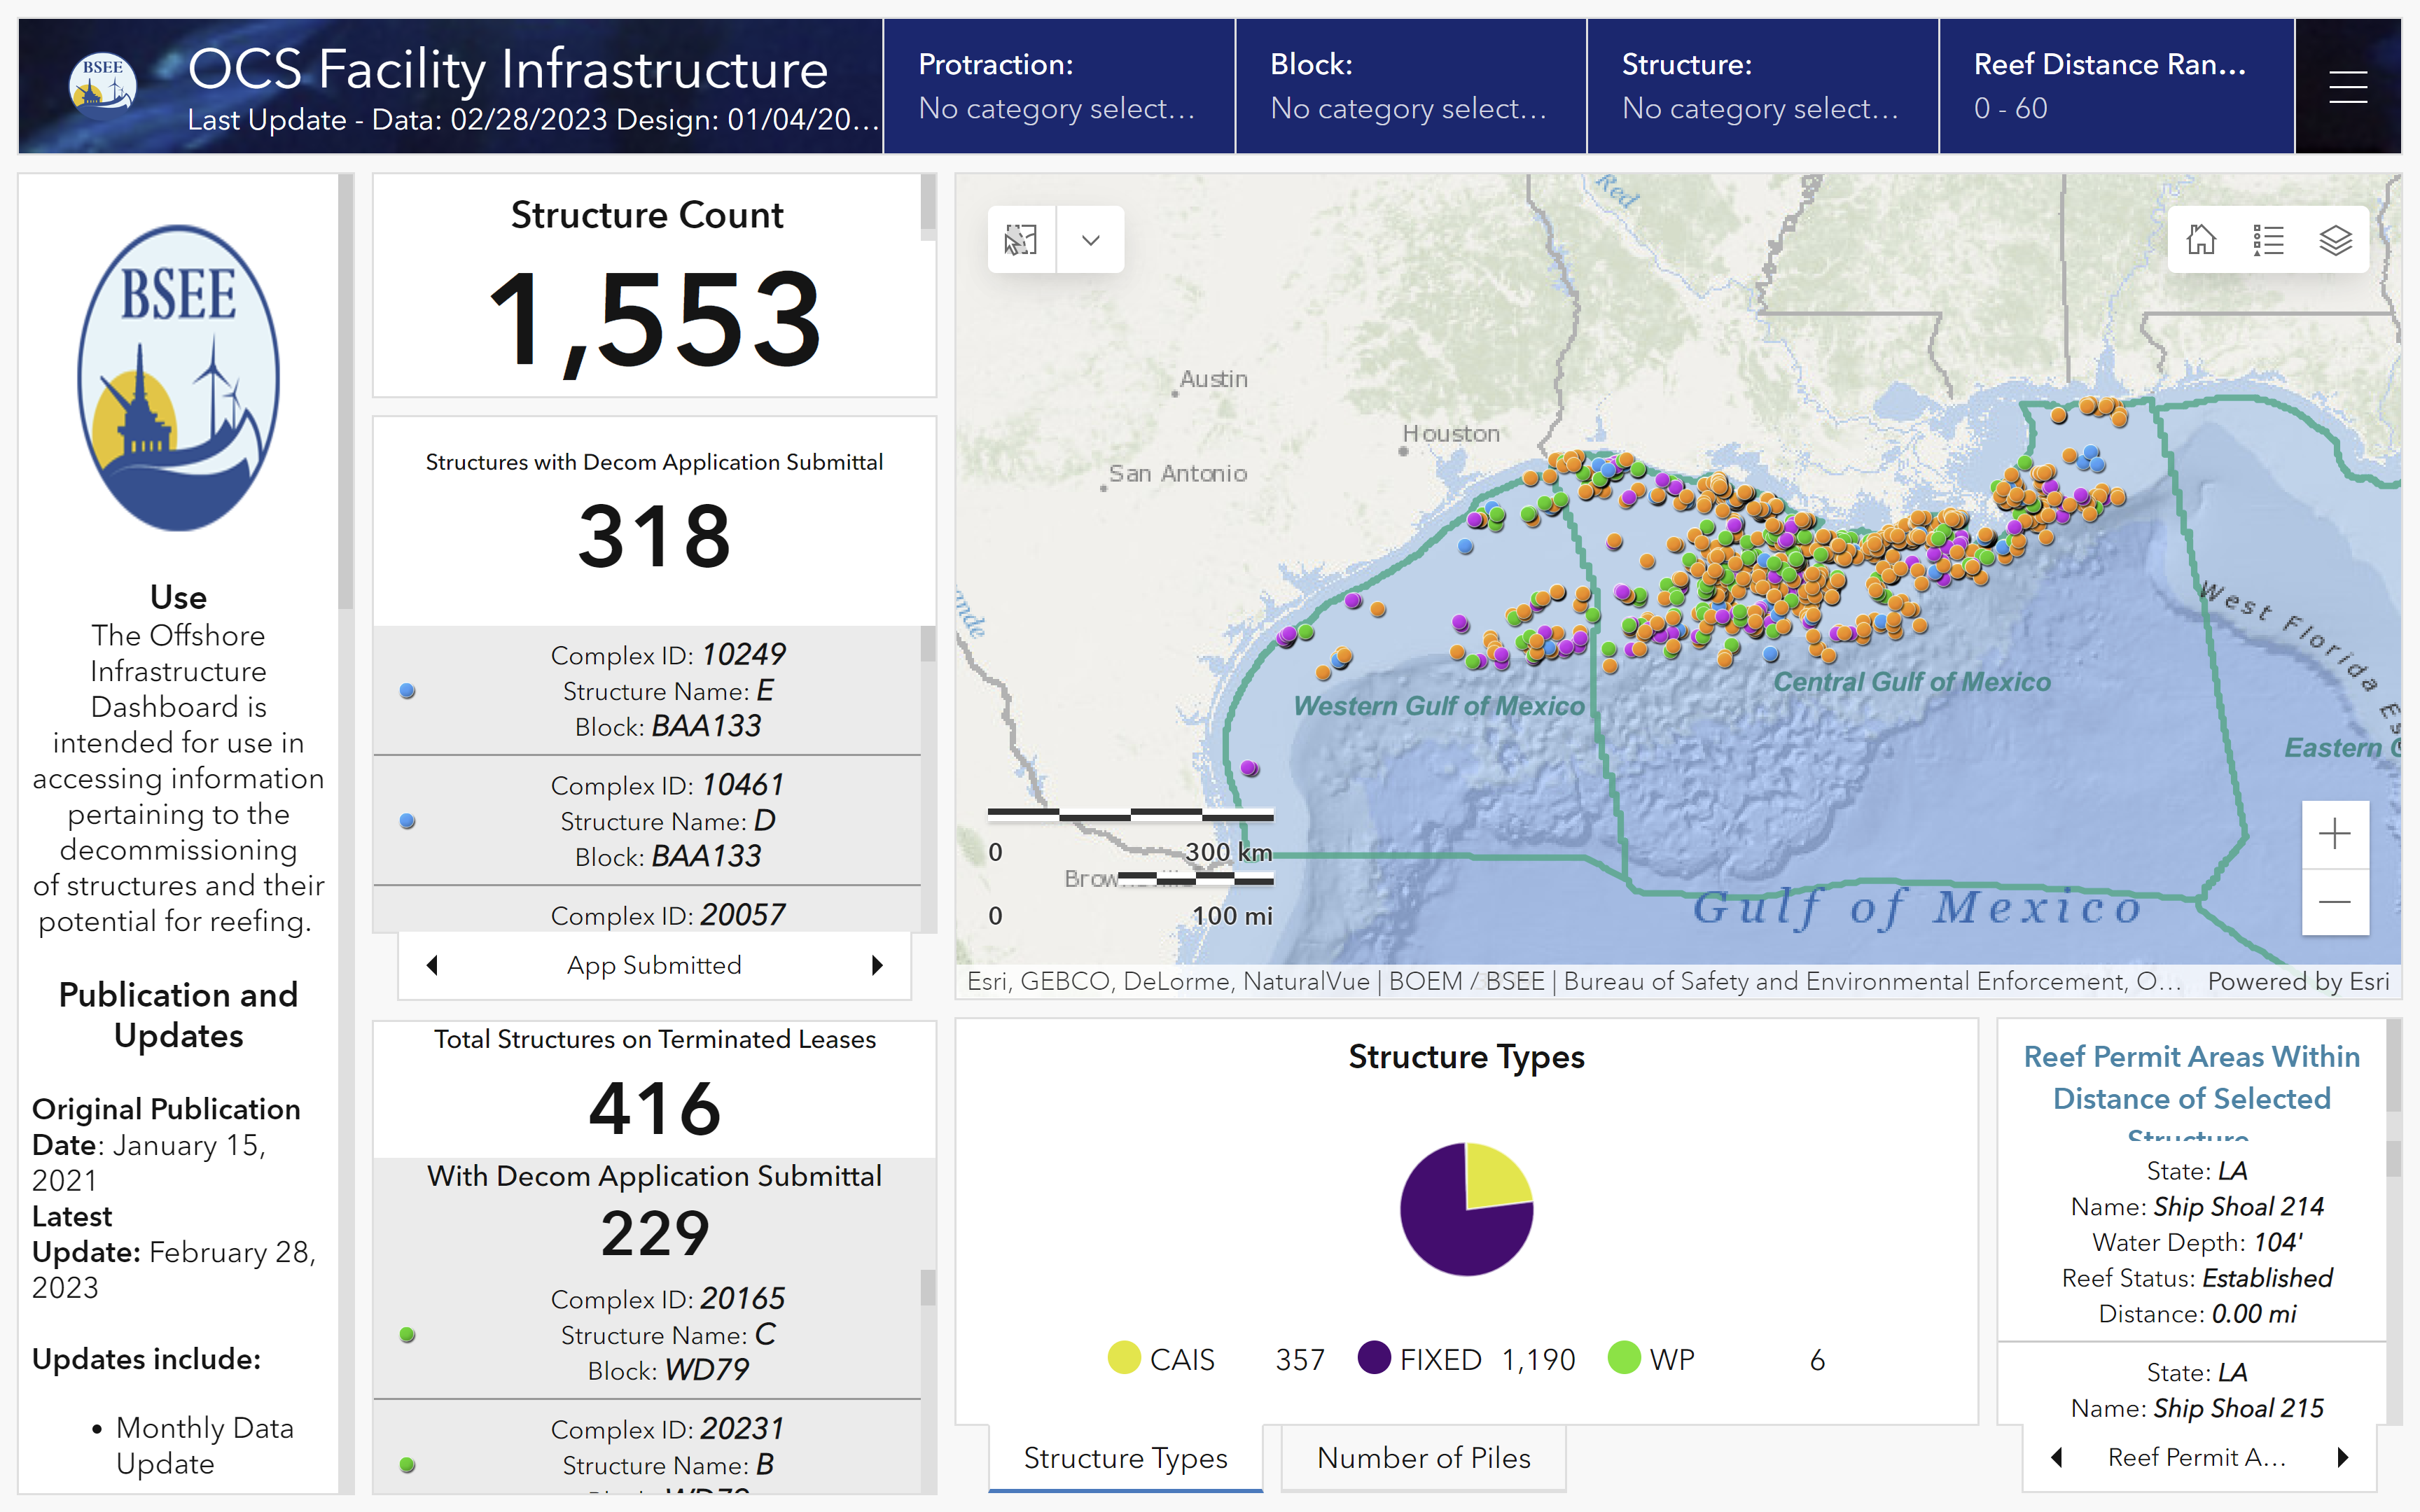 BSEE
OCS Facility Infrastructure
Last Update - Data: 02/28/2023 Design: 01/04/20...
Protraction:
No category select...
Block:
No category select...
Structure:
No category select...
Reef Distance Ran...
0 - 60
BSEE
Use
The Offshore
Infrastructure
Dashboard is
intended for use in
accessing information
pertaining to the
decommissioning
of structures and their
potential for reefing.
Publication and
Updates
Original Publication
Date: January 15,
2021
Latest
Update: February 28,
2023
Updates include:
• Monthly Data
Update
Structure Count
1,553
Structures with Decom Application Submittal
318
Complex ID: 10249
Structure Name: E
Block: BAA133
Complex ID: 10461
Structure Name: D
Block: BAA133
Complex ID: 20057
App Submitted
Total Structures on Terminated Leases
416
With Decom Application Submittal
229
Complex ID: 20165
Structure Name: C
Block: WD79
Complex ID: 20231
Structure Name: B
Block: WD79
Red
Austin
Houston
San Antonio
ande
West Florida Es
Western Gulf of Mexico
Central Gulf of Mexico
Eastern G
0 300 km
0 100 mi
Gulf of Mexico
Esri, GEBCO, DeLorme, NaturalVue | BOEM / BSEE | Bureau of Safety and Environmental Enforcement, O...
Powered by Esri
Structure Types
CAIS 357 FIXED 1,190 WP 6
Structure Types
Number of Piles
Reef Permit Areas Within
Distance of Selected
Structure
State: LA
Name: Ship Shoal 214
Water Depth: 104'
Reef Status: Established
Distance: 0.00 mi
State: LA
Name: Ship Shoal 215
Reef Permit A...